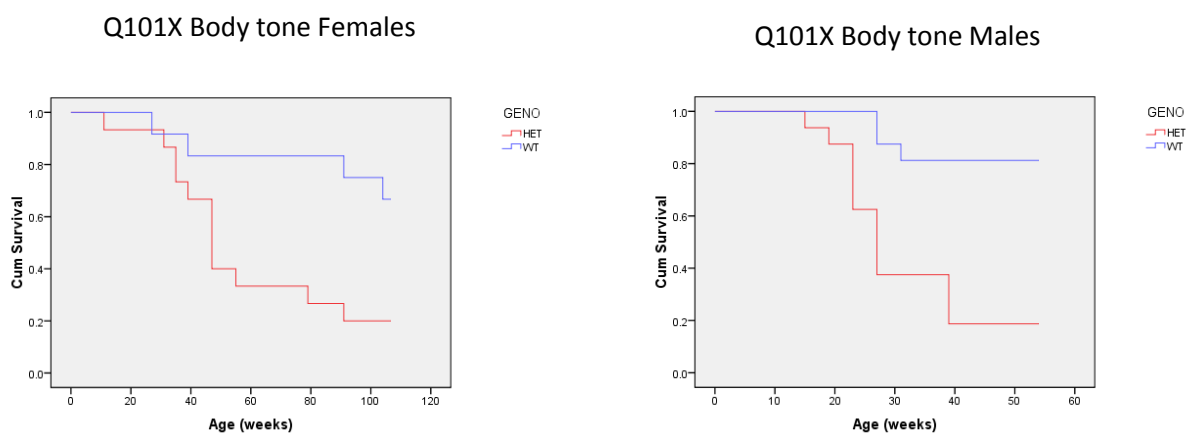 Q101X Body tone Females
1.0
0.8
0.6
0.4
0.2
0.0
Cum Survival
0
20
40
60
80
100
120
Age (weeks)
GENO
HET
WT
Q101X Body tone Males
1.0
0.8
0.6
0.4
0.2
0.0
Cum Survival
0
10
20
30
40
50
60
Age (weeks)
GENO
HET
WT